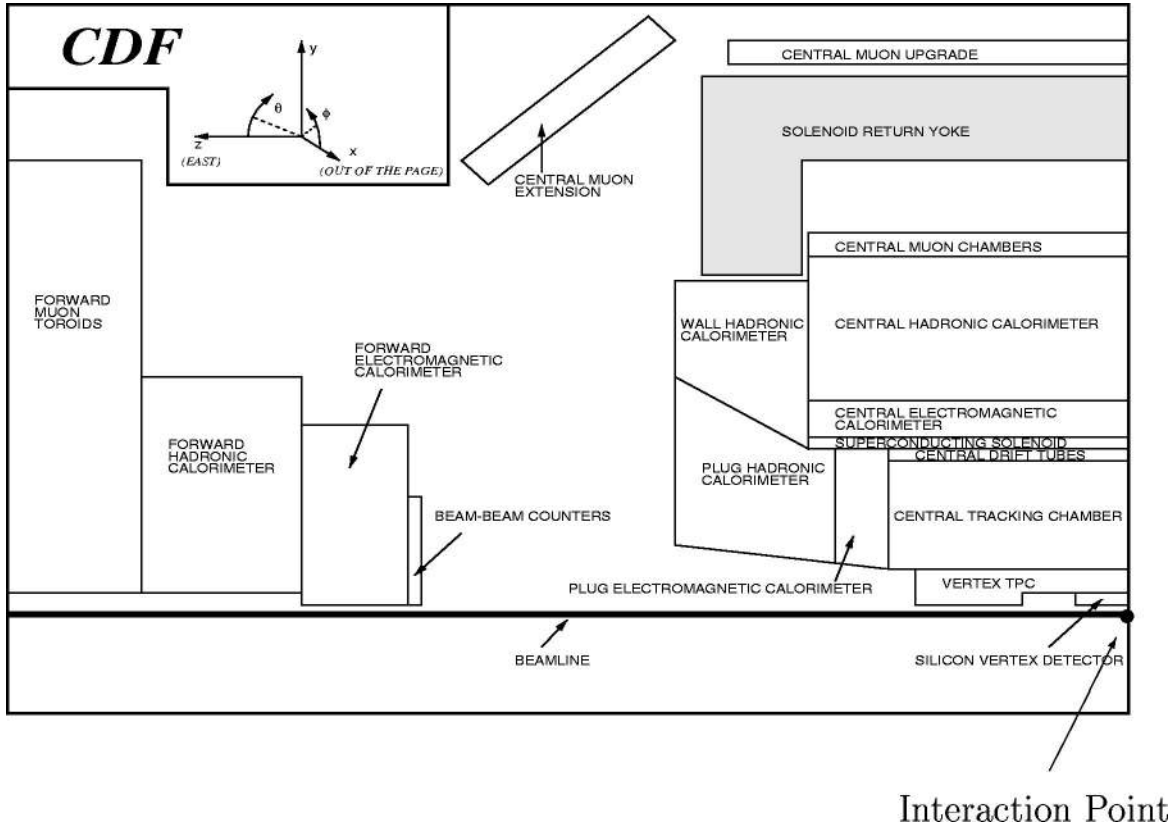 CDF
y
θ
φ
z
x
(EAST)
(OUT OF THE PAGE)
CENTRAL MUON UPGRADE
SOLENOID RETURN YOKE
CENTRAL MUON
EXTENSION
CENTRAL MUON CHAMBERS
FORWARD
MUON
TOROIDS
WALL HADRONIC
CALORIMETER
CENTRAL HADRONIC CALORIMETER
FORWARD
ELECTROMAGNETIC
CALORIMETER
CENTRAL ELECTROMAGNETIC
CALORIMETER
SUPERCONDUCTING SOLENOID
CENTRAL DRIFT TUBES
FORWARD
HADRONIC
CALORIMETER
PLUG HADRONIC
CALORIMETER
BEAM-BEAM COUNTERS
CENTRAL TRACKING CHAMBER
PLUG ELECTROMAGNETIC CALORIMETER
VERTEX TPC
BEAMLINE
SILICON VERTEX DETECTOR
Interaction Point